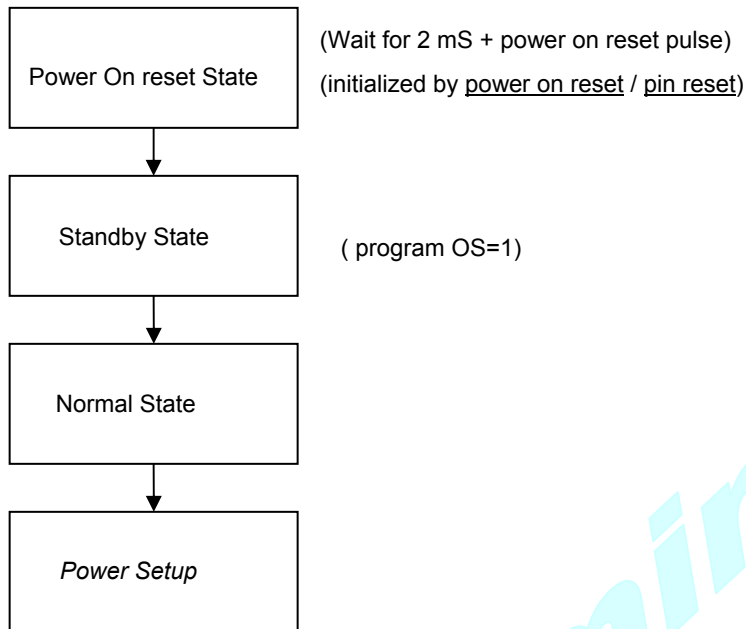 (Wait for 2 mS + power on reset pulse)
Power On reset State
(initialized by power on reset / pin reset)
Standby State
( program OS=1)
Normal State
Power Setup